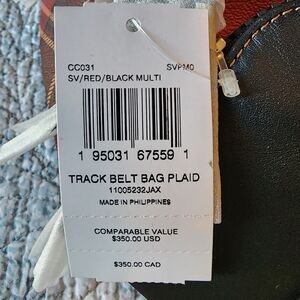 CC031 SVPM0
SV/RED/BLACK MULTI
1 95031 67559 1
TRACK BELT BAG PLAID
11005232JAX
MADE IN PHILIPPINES
COMPARABLE VALUE
$350.00 USD
$350.00 CAD